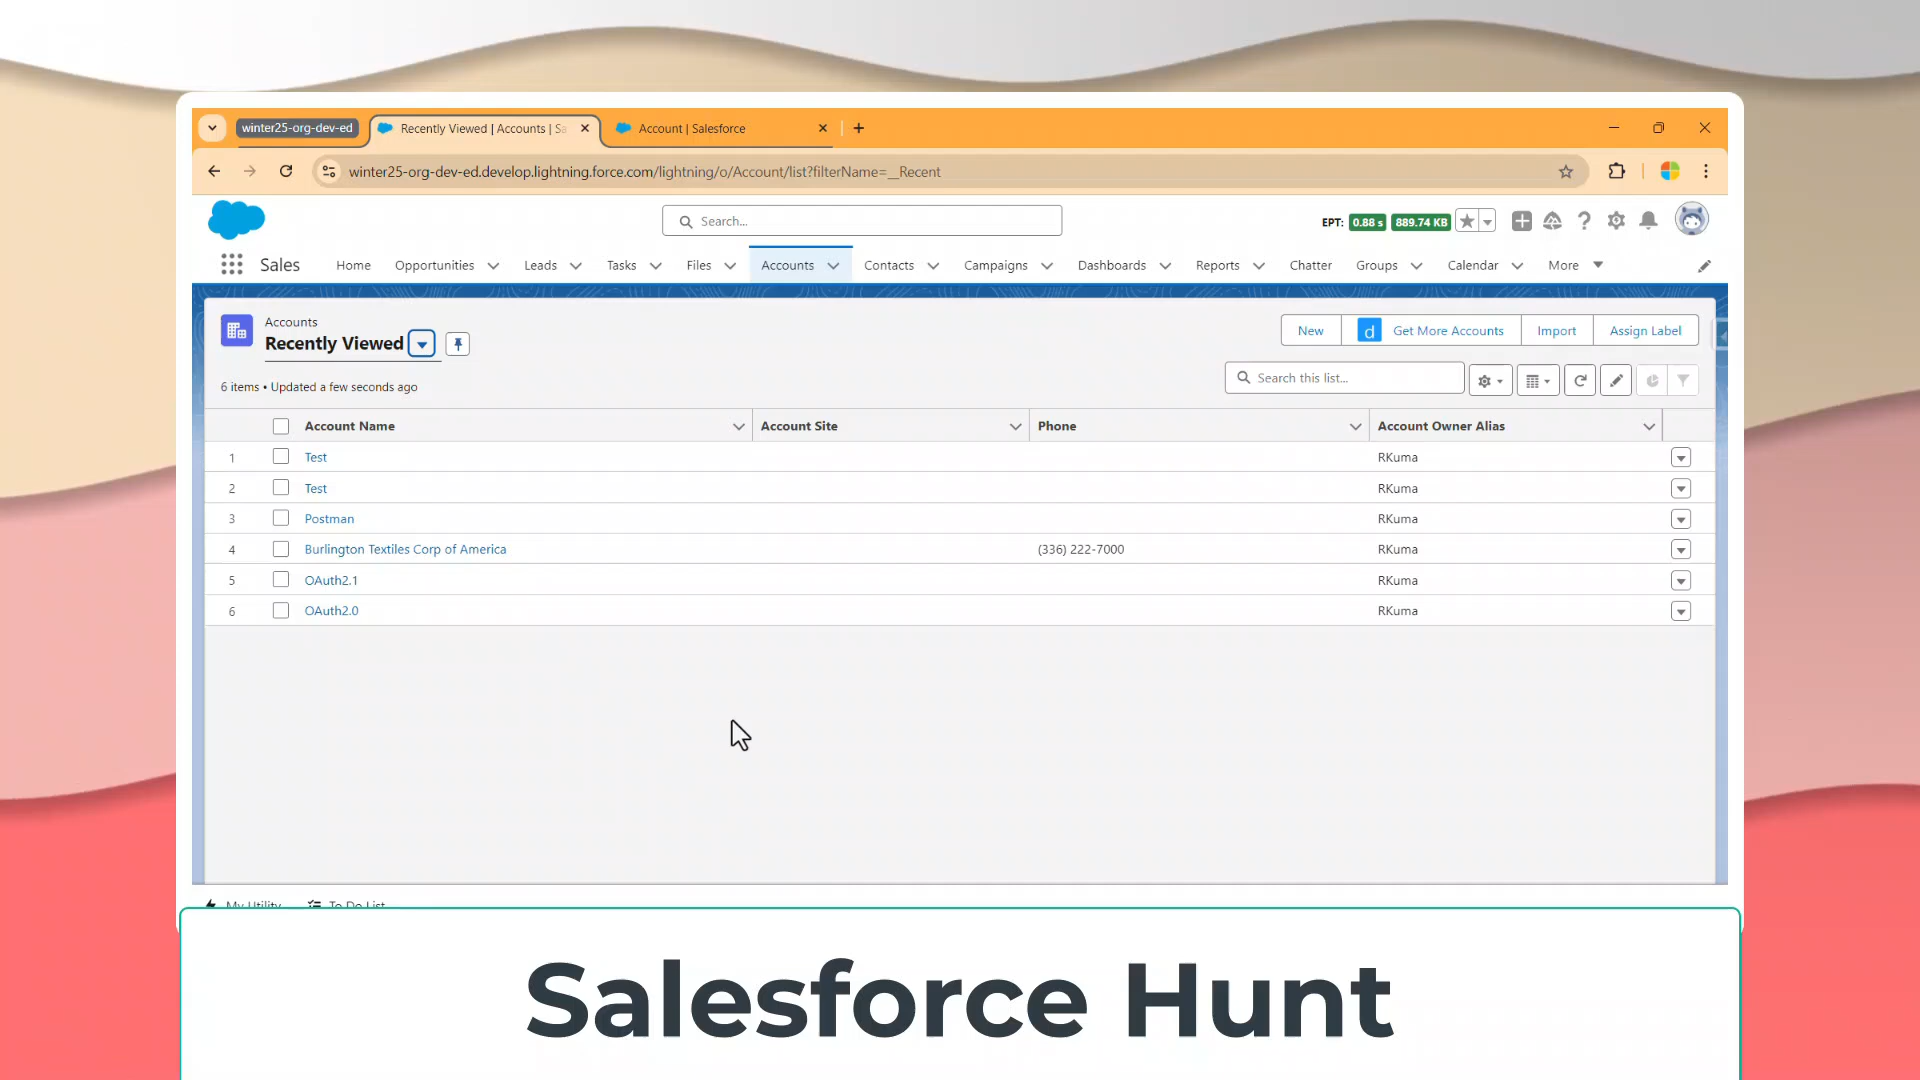 winter25-org-dev-ed
Recently Viewed | Accounts | Sa
Account | Salesforce
winter25-org-dev-ed.develop.lightning.force.com/lightning/o/Account/list?filterName=__Recent
Search...
EPT: 0.88 s 889.74 KB
Sales Home Opportunities Leads Tasks Files Accounts Contacts Campaigns Dashboards Reports Chatter Groups Calendar More
Accounts
Recently Viewed
New d Get More Accounts Import Assign Label
6 items • Updated a few seconds ago
Search this list...
Account Name Account Site Phone Account Owner Alias
1 Test RKuma
2 Test RKuma
3 Postman RKuma
4 Burlington Textiles Corp of America (336) 222-7000 RKuma
5 OAuth2.1 RKuma
6 OAuth2.0 RKuma
My Utility To Do List
Salesforce Hunt